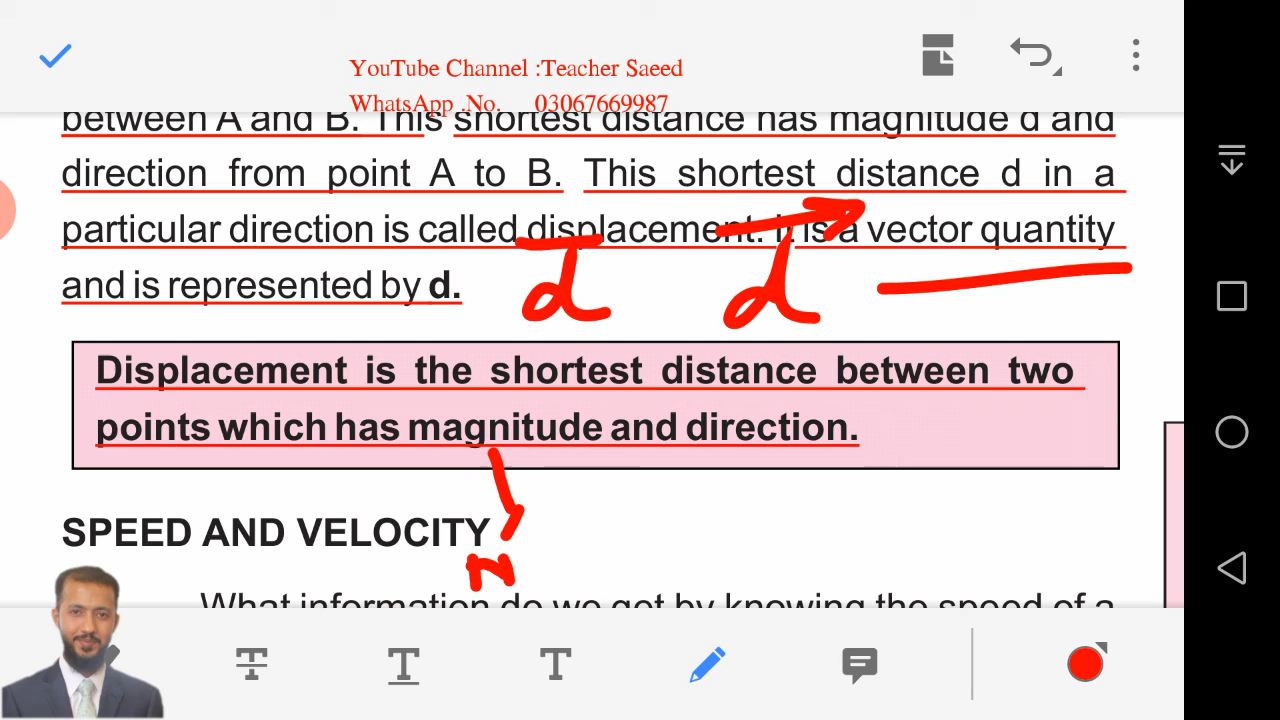 YouTube Channel :Teacher Saeed
WhatsApp .No. 03067669987
between A and B. This shortest distance has magnitude d and
direction from point A to B. This shortest distance d in a
particular direction is called displacement. It is a vector quantity
and is represented by d.
d d
Displacement is the shortest distance between two
points which has magnitude and direction.
SPEED AND VELOCITY
What information do we get by knowing the speed of a